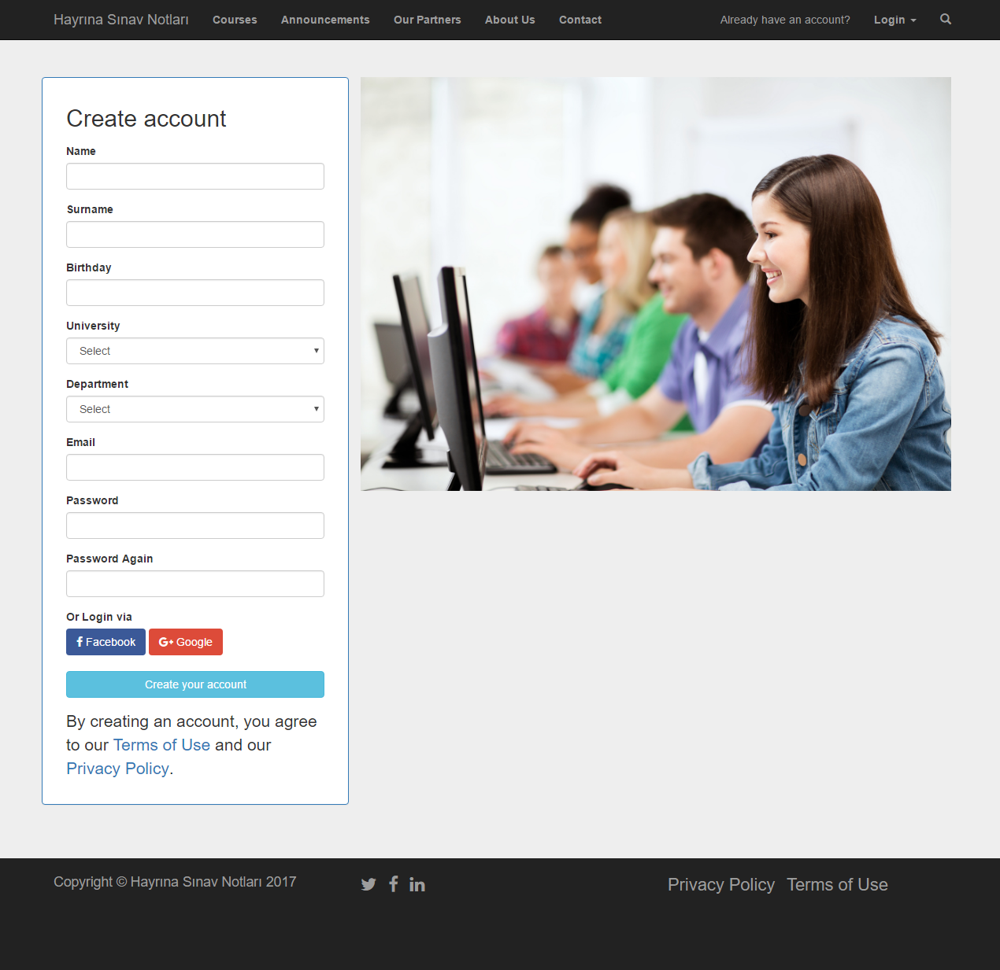 Hayrına Sınav Notları Courses Announcements Our Partners About Us Contact Already have an account? Login
Create account
Name
Surname
Birthday
University
Select
Department
Select
Email
Password
Password Again
Or Login via
Facebook Google
Create your account
By creating an account, you agree
to our Terms of Use and our
Privacy Policy.
Copyright © Hayrına Sınav Notları 2017 Privacy Policy Terms of Use